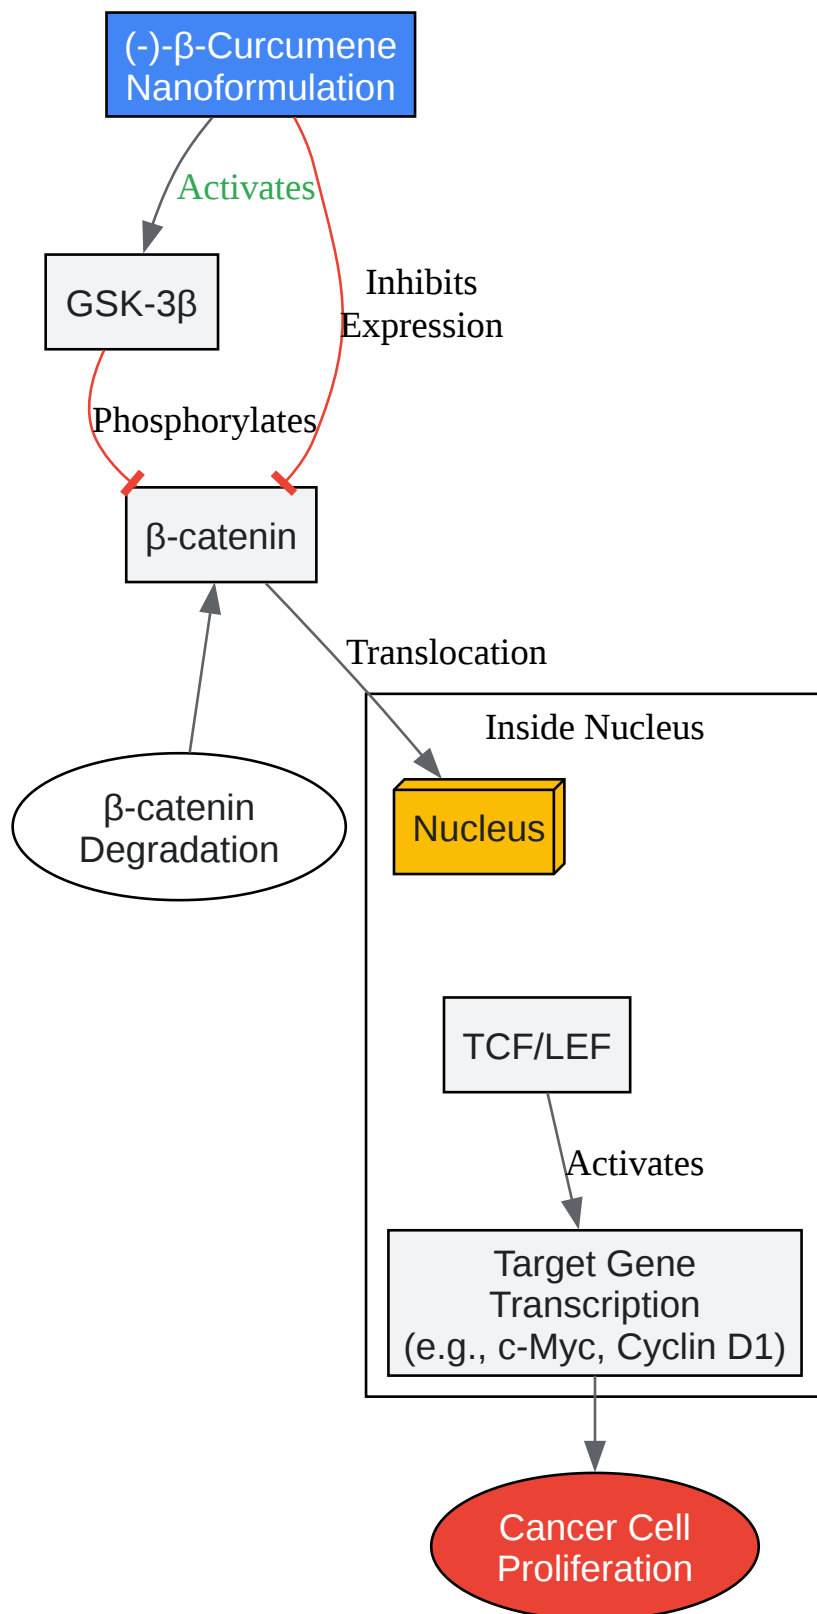 (-)-β-Curcumene
Nanoformulation
Activates
GSK-3β
Inhibits
Expression
Phosphorylates
β-catenin
Translocation
Inside Nucleus
β-catenin
Degradation
Nucleus
TCF/LEF
Activates
Target Gene
Transcription
(e.g., c-Myc, Cyclin D1)
Cancer Cell
Proliferation